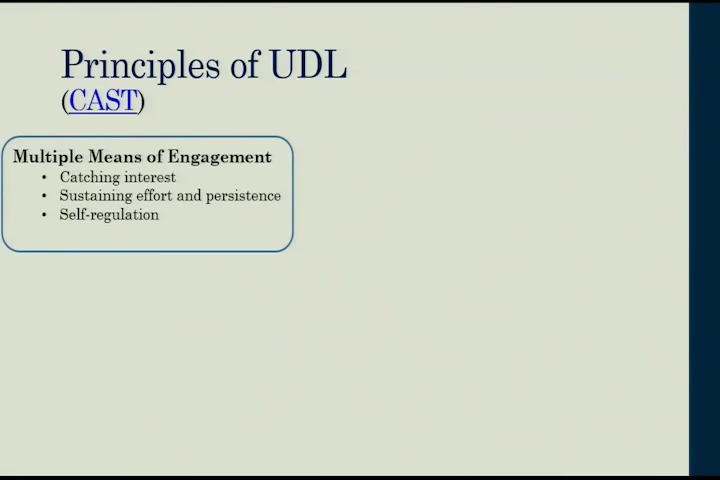 Principles of UDL
(CAST)
Multiple Means of Engagement
• Catching interest
• Sustaining effort and persistence
• Self-regulation